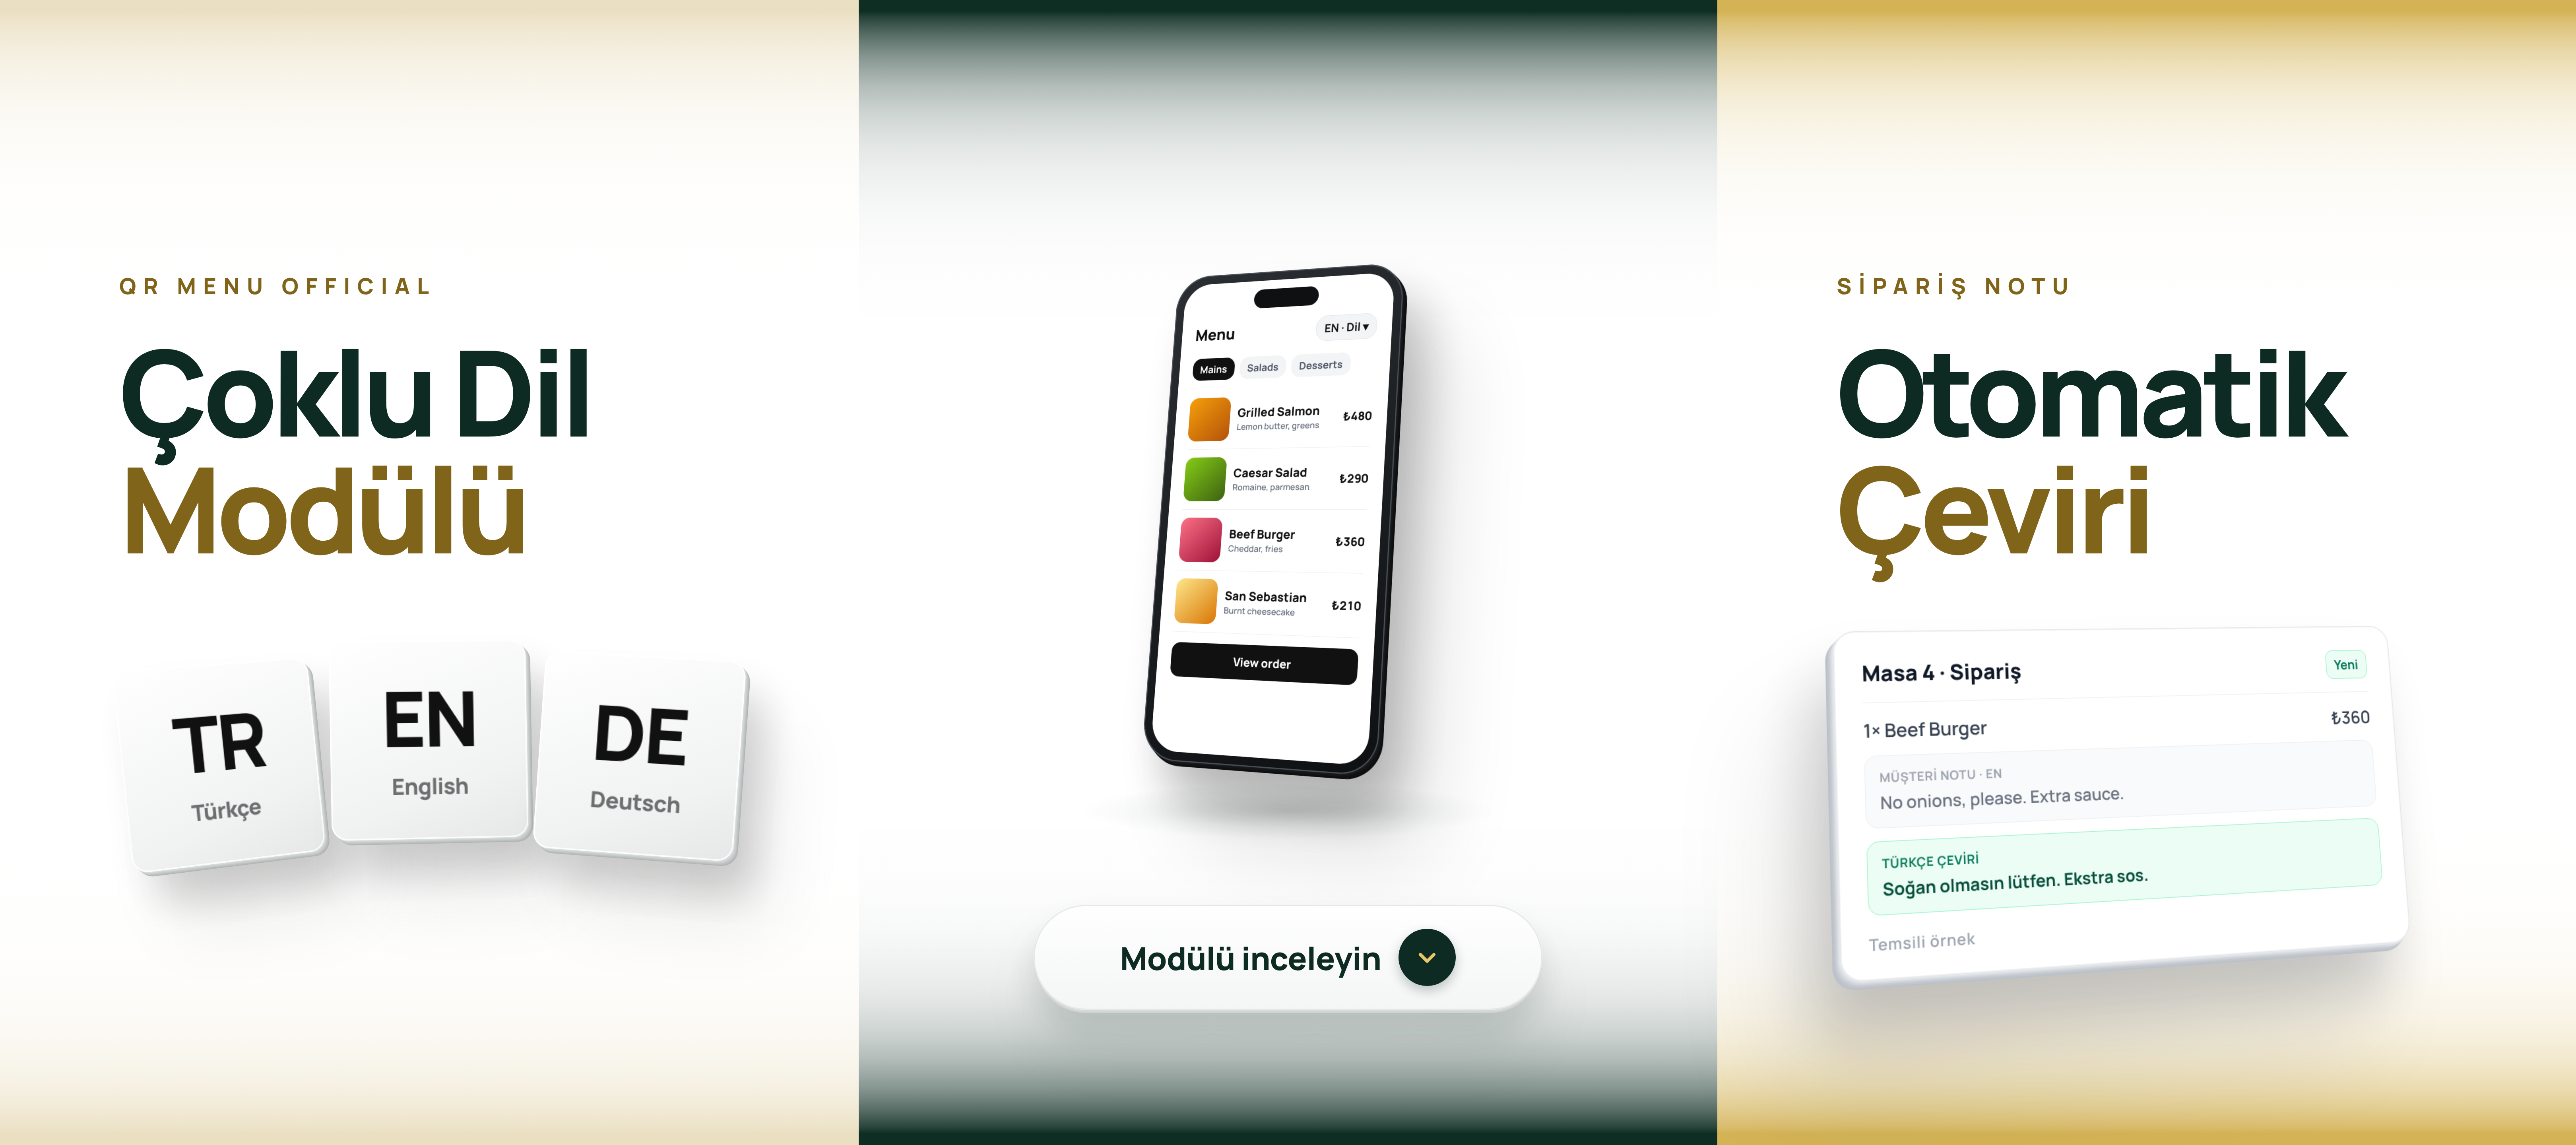 QR MENU OFFICIAL
Çoklu Dil
Modülü
TR
Türkçe
EN
English
DE
Deutsch
Menu
EN · Dil ▾
Mains
Salads
Desserts
Grilled Salmon
Lemon butter, greens
₺480
Caesar Salad
Romaine, parmesan
₺290
Beef Burger
Cheddar, fries
₺360
San Sebastian
Burnt cheesecake
₺210
View order
Modülü inceleyin
SİPARİŞ NOTU
Otomatik
Çeviri
Masa 4 · Sipariş
Yeni
1× Beef Burger
₺360
MÜŞTERİ NOTU · EN
No onions, please. Extra sauce.
TÜRKÇE ÇEVİRİ
Soğan olmasın lütfen. Ekstra sos.
Temsili örnek